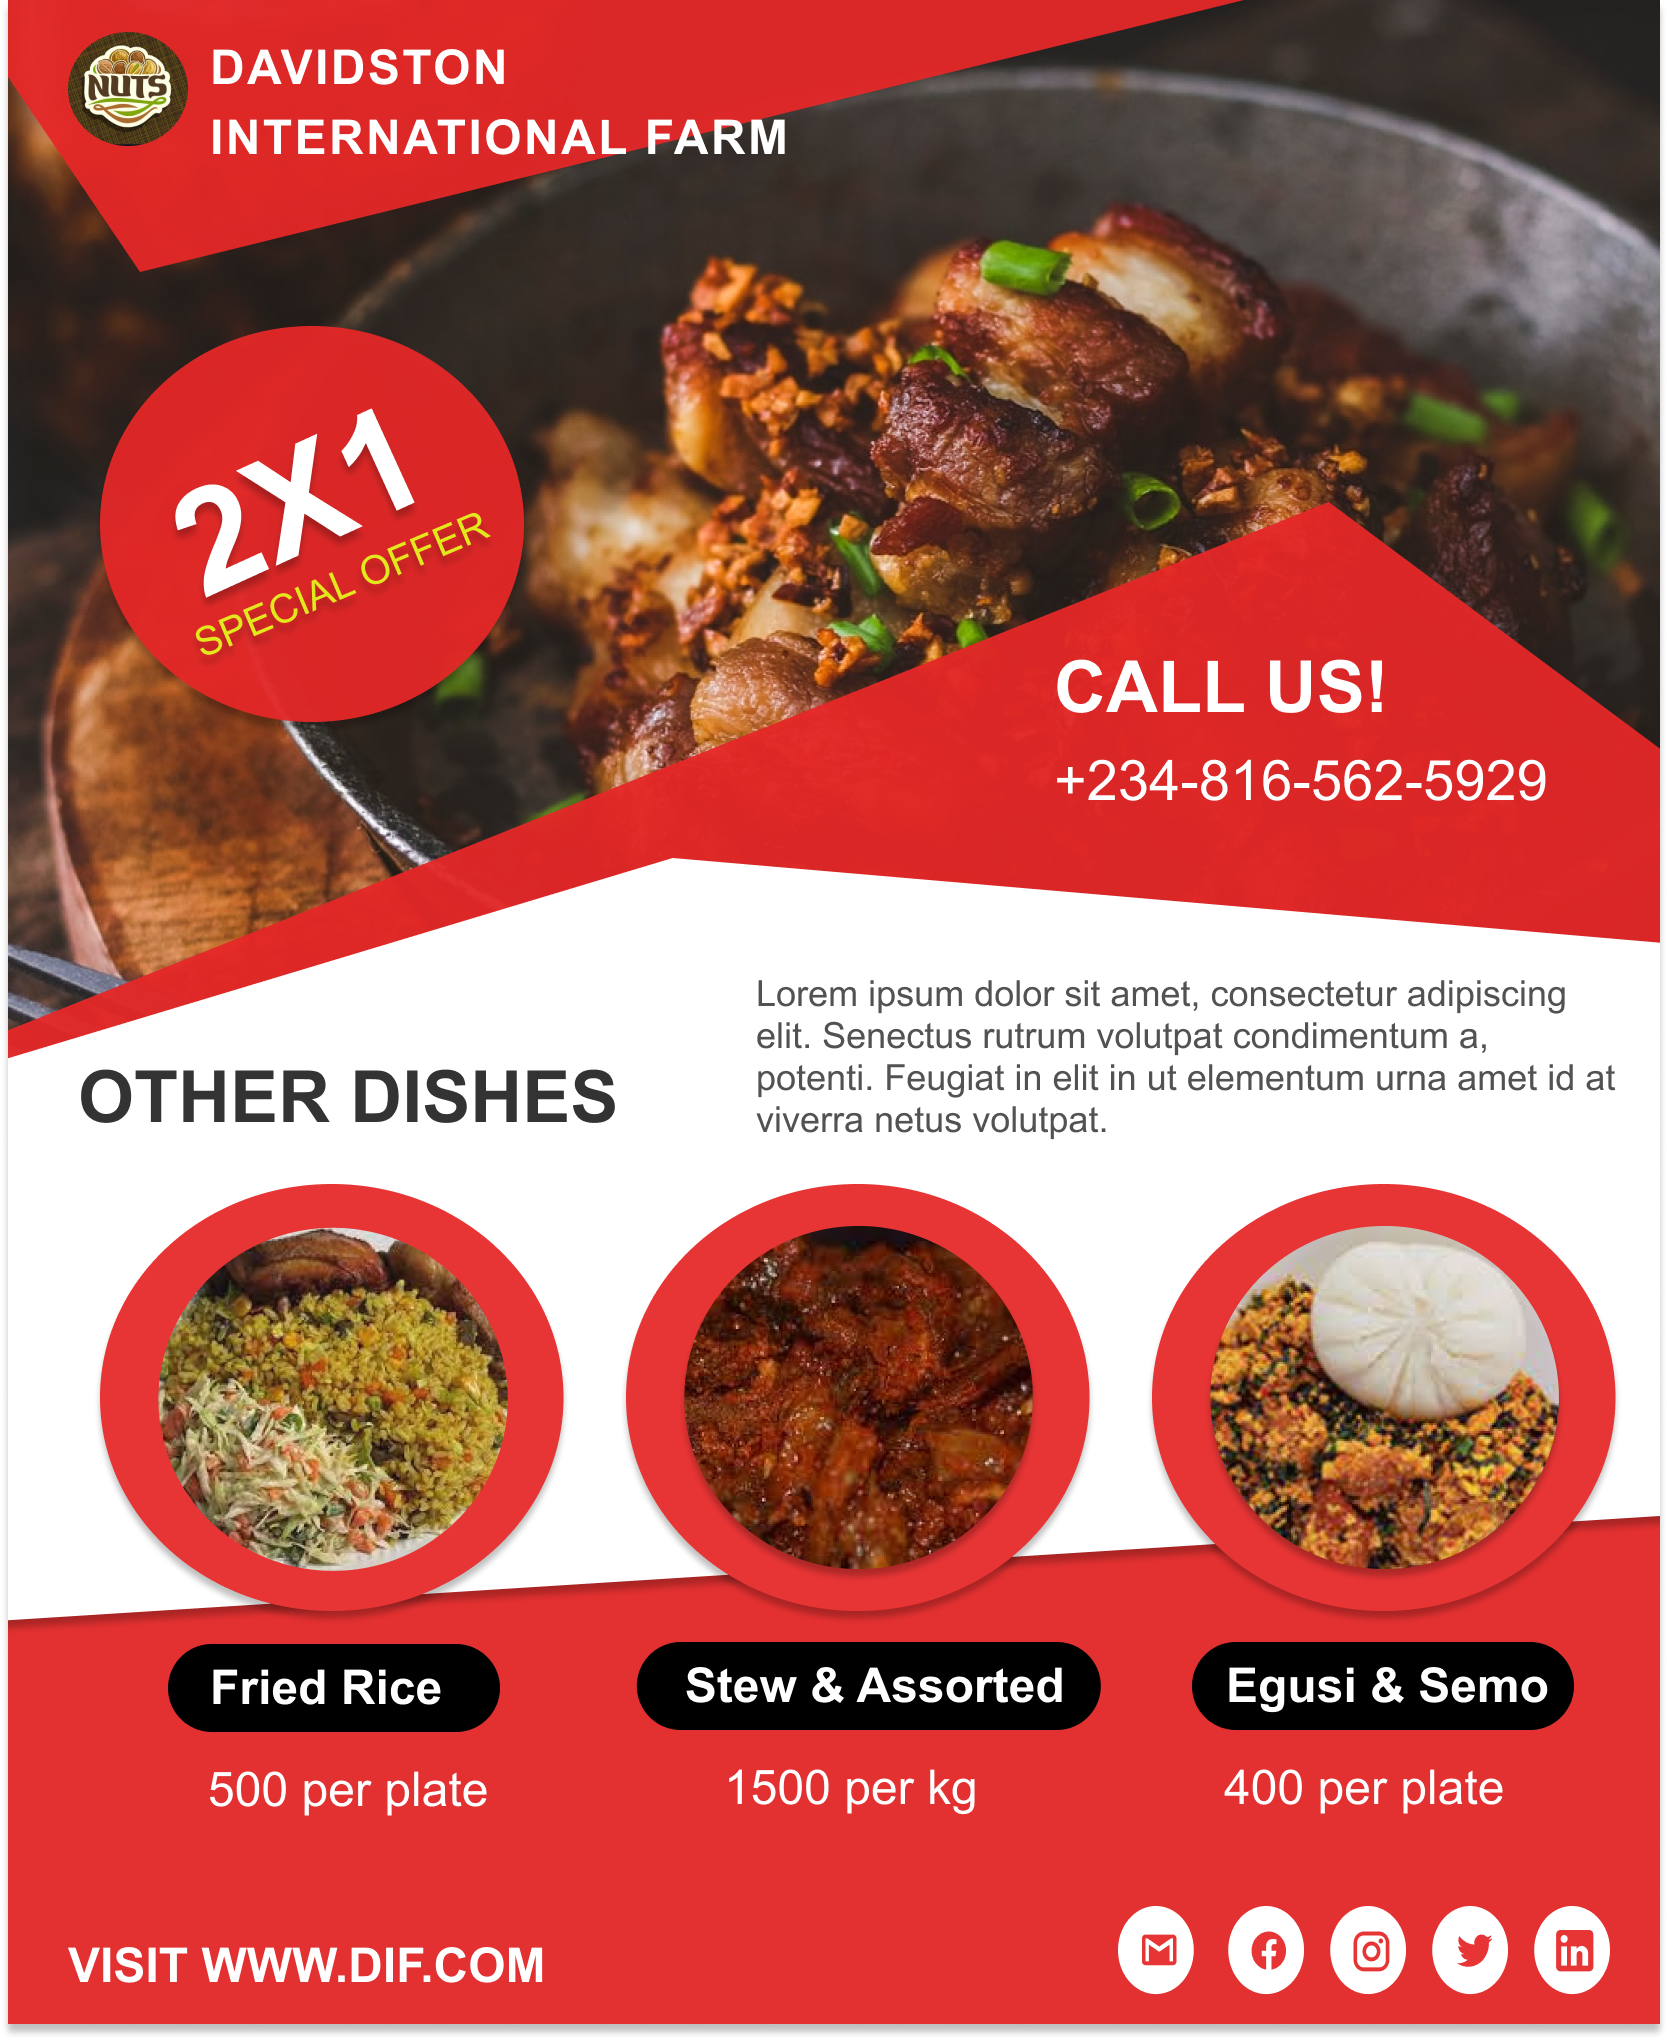 NUTS
DAVIDSTON
INTERNATIONAL FARM
2X1
SPECIAL OFFER
CALL US!
+234-816-562-5929
Lorem ipsum dolor sit amet, consectetur adipiscing
elit. Senectus rutrum volutpat condimentum a,
potenti. Feugiat in elit in ut elementum urna amet id at
viverra netus volutpat.
OTHER DISHES
Fried Rice
Stew & Assorted
Egusi & Semo
500 per plate
1500 per kg
400 per plate
VISIT WWW.DIF.COM